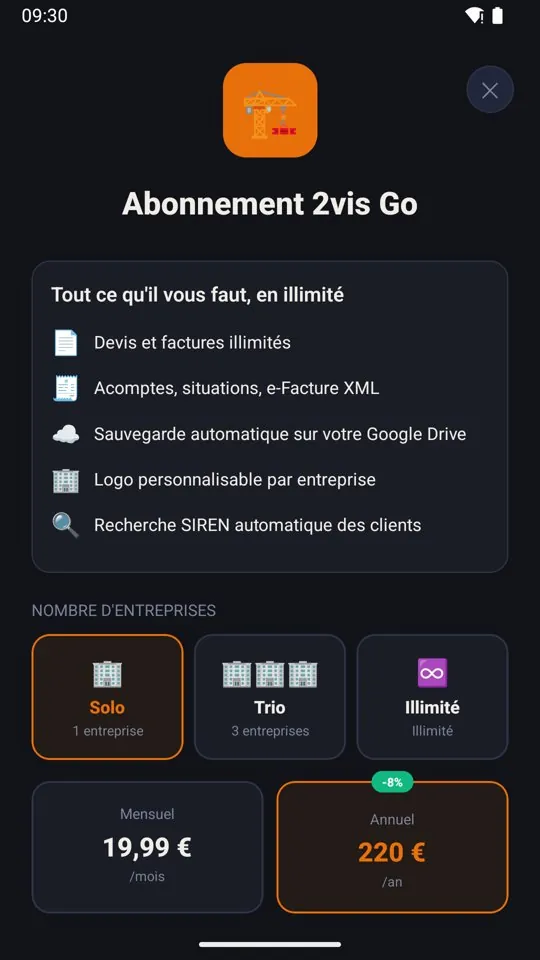 09:30
Abonnement 2vis Go
Tout ce qu'il vous faut, en illimité
Devis et factures illimités
Acomptes, situations, e-Facture XML
Sauvegarde automatique sur votre Google Drive
Logo personnalisable par entreprise
Recherche SIREN automatique des clients
NOMBRE D'ENTREPRISES
Solo
1 entreprise
Trio
3 entreprises
Illimité
Illimité
Mensuel
19,99 €
/mois
-8%
Annuel
220 €
/an